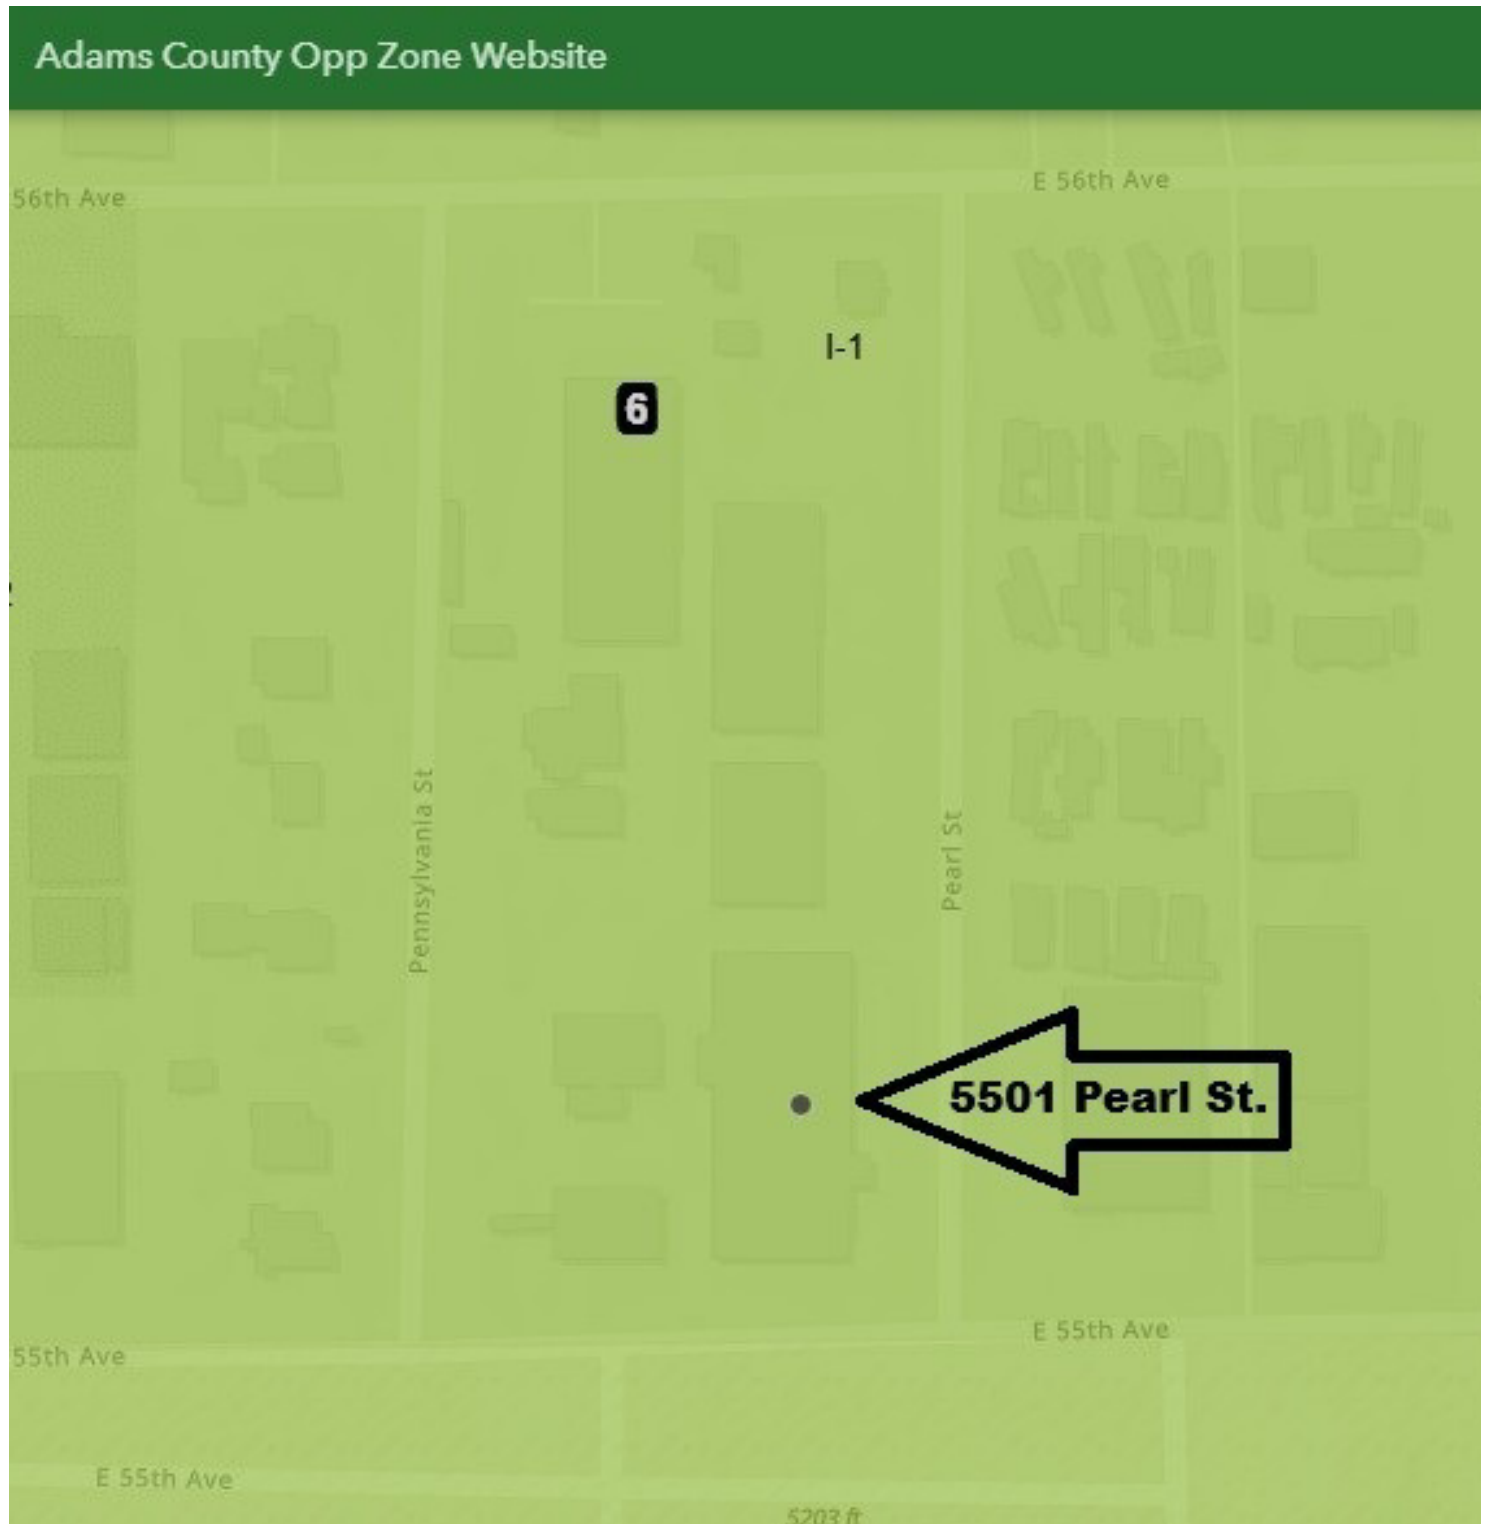 Adams County Opp Zone Website
E 56th Ave
56th Ave
I-1
6
Pennsylvania St
Pearl St
5501 Pearl St.
E 55th Ave
55th Ave
E 55th Ave
5203 ft